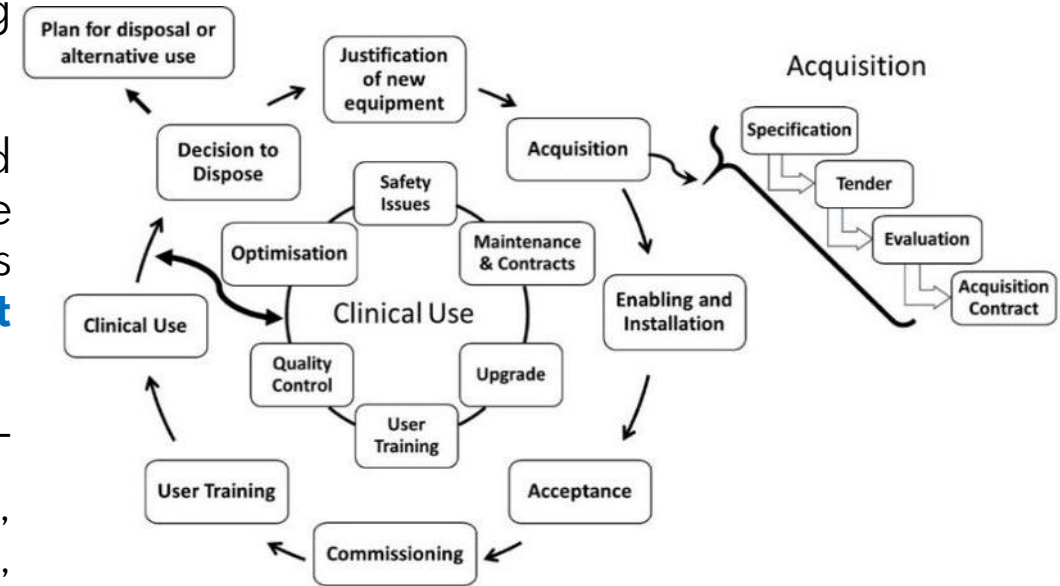 g
d
e
s
t
,
,
Plan for disposal or
alternative use
Justification
of new
equipment
Decision to
Dispose
Acquisition
Enabling and
Installation
Acceptance
Commissioning
User Training
Clinical Use
Safety
Issues
Maintenance
& Contracts
Upgrade
User
Training
Quality
Control
Optimisation
Clinical Use
Acquisition
Specification
Tender
Evaluation
Acquisition
Contract